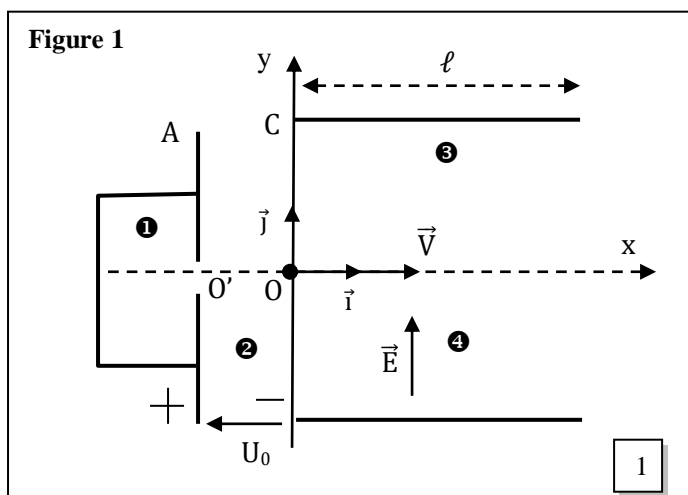 Figure 1
y
ℓ
A
C
❸
❶
j⃗
V⃗
x
O'
O
i⃗
❷
E⃗
❹
+
−
U₀
1